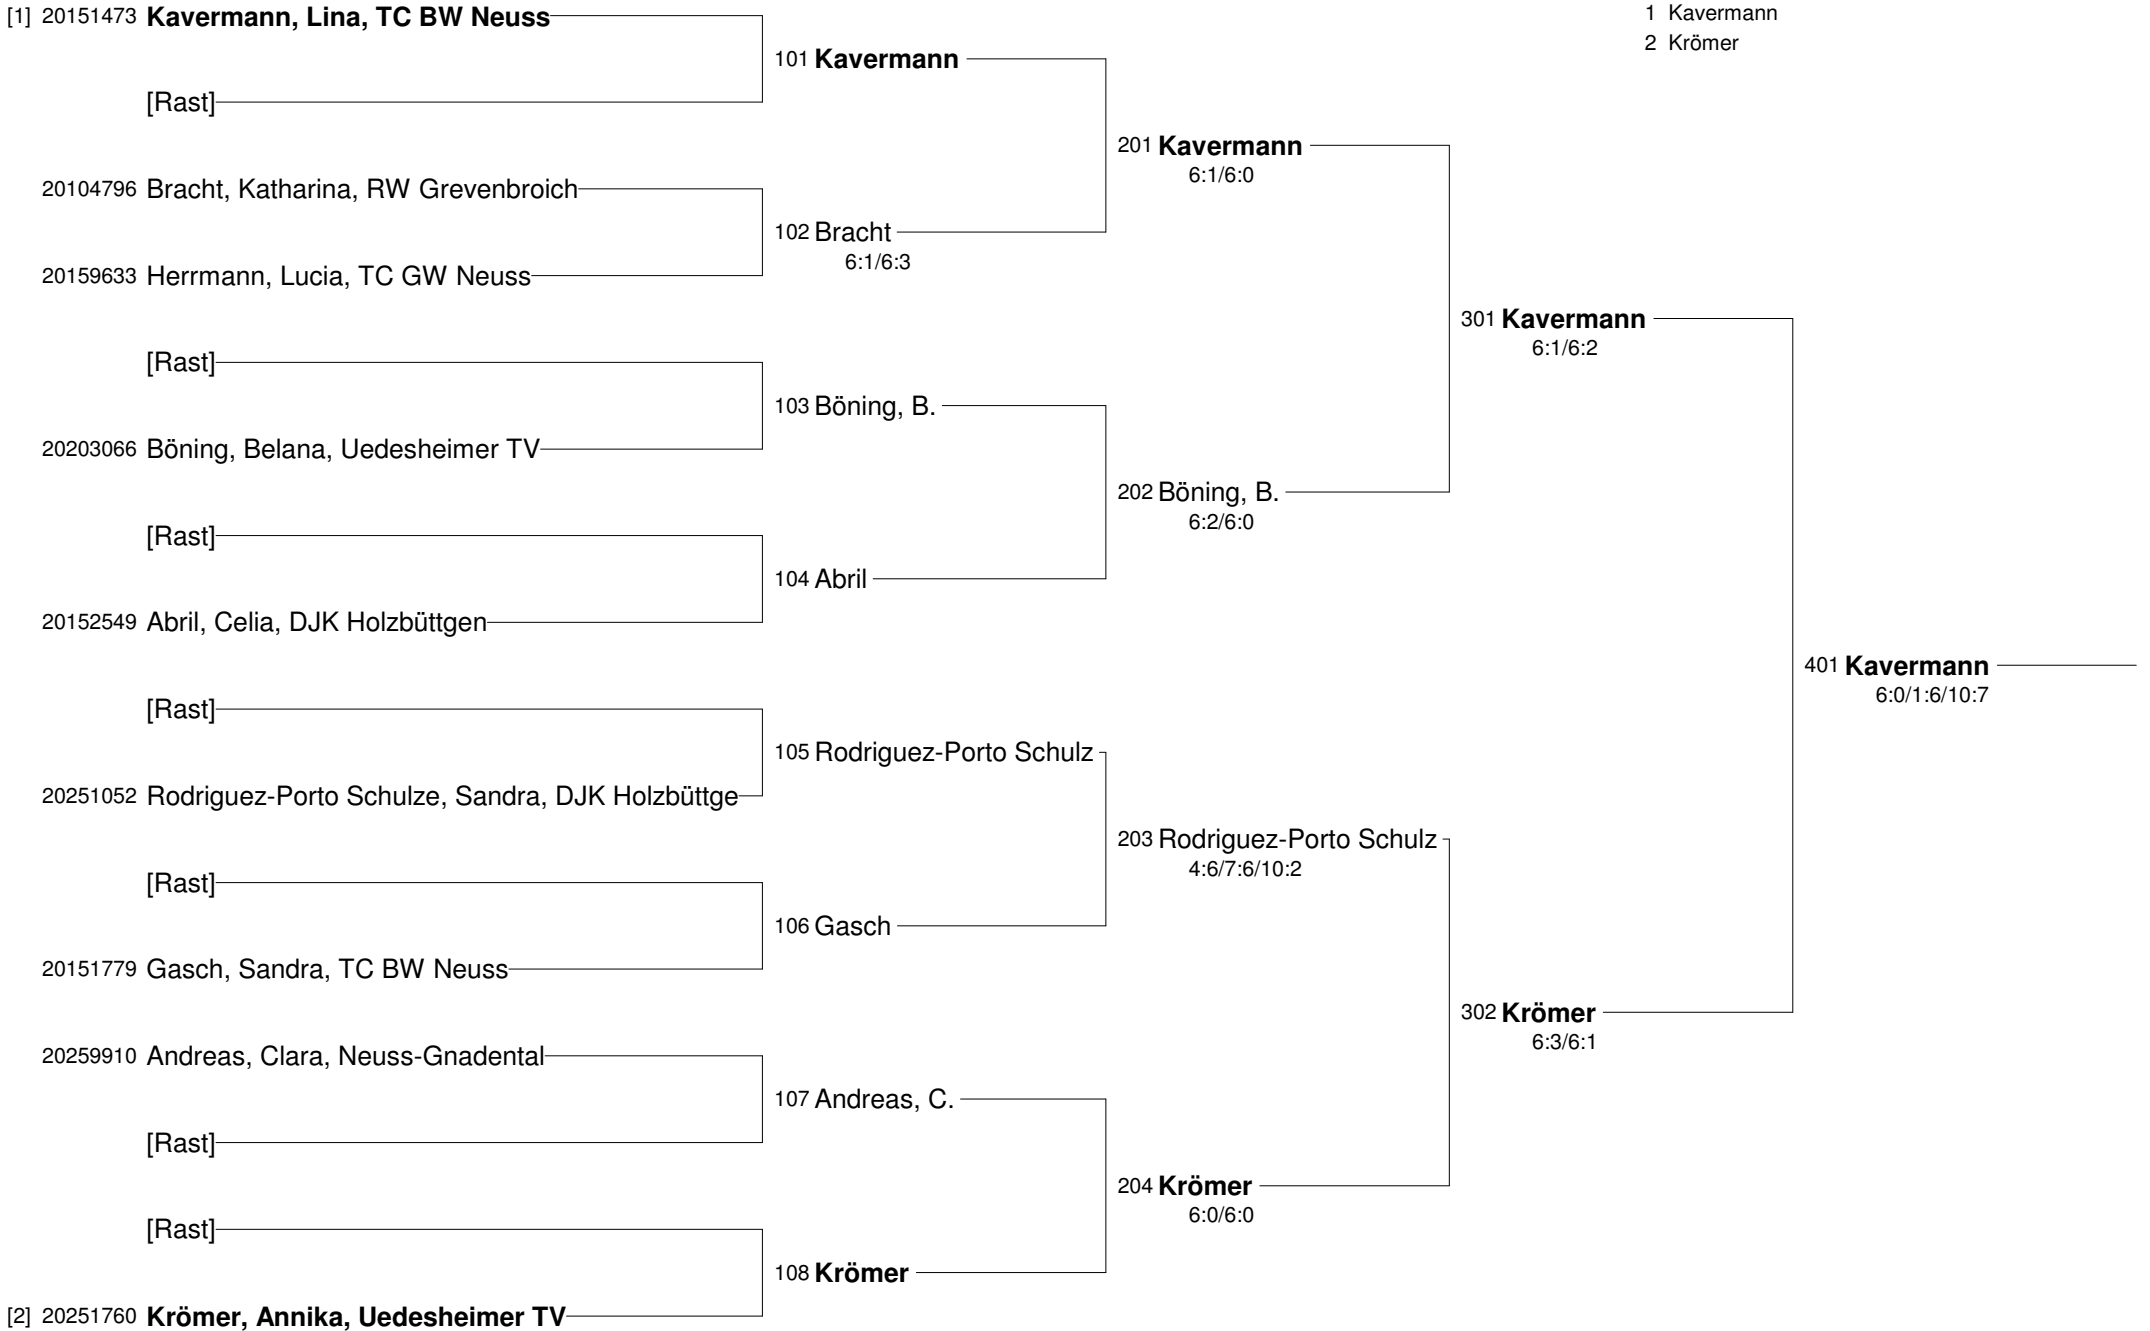 1 Kavermann
2 Krömer
[1] 20151473 Kavermann, Lina, TC BW Neuss
101 Kavermann
[Rast]
201 Kavermann
6:1/6:0
20104796 Bracht, Katharina, RW Grevenbroich
102 Bracht
6:1/6:3
20159633 Herrmann, Lucia, TC GW Neuss
301 Kavermann
6:1/6:2
[Rast]
103 Böning, B.
20203066 Böning, Belana, Uedesheimer TV
202 Böning, B.
6:2/6:0
[Rast]
104 Abril
20152549 Abril, Celia, DJK Holzbüttgen
401 Kavermann
6:0/1:6/10:7
[Rast]
105 Rodriguez-Porto Schulz
20251052 Rodriguez-Porto Schulze, Sandra, DJK Holzbüttge
203 Rodriguez-Porto Schulz
4:6/7:6/10:2
[Rast]
106 Gasch
20151779 Gasch, Sandra, TC BW Neuss
302 Krömer
6:3/6:1
20259910 Andreas, Clara, Neuss-Gnadental
107 Andreas, C.
[Rast]
204 Krömer
6:0/6:0
[Rast]
108 Krömer
[2] 20251760 Krömer, Annika, Uedesheimer TV